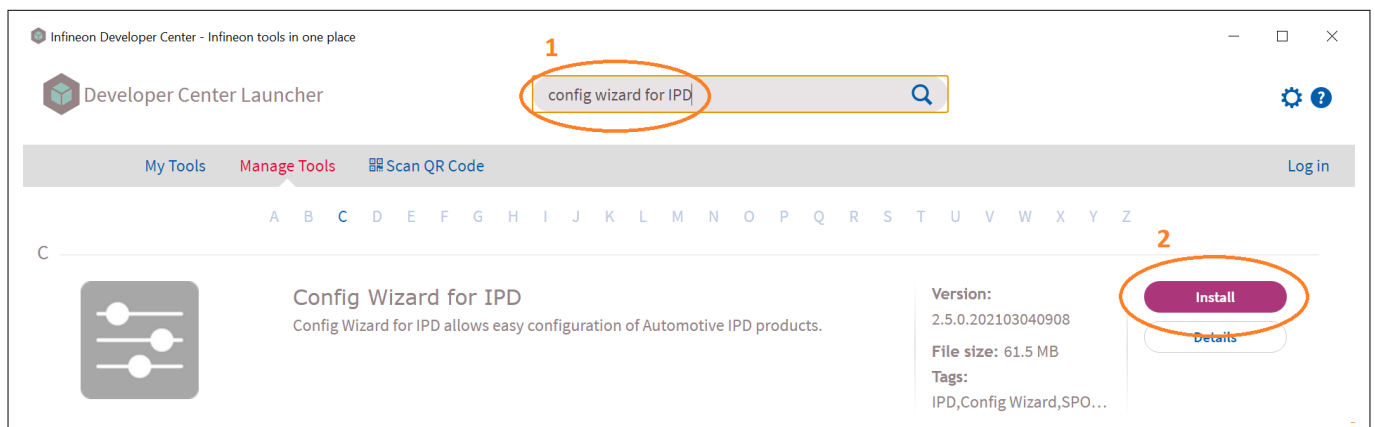 Infineon Developer Center - Infineon tools in one place
1
Developer Center Launcher
config wizard for IPD
?
My Tools Manage Tools Scan QR Code Log in
A B C D E F G H I J K L M N O P Q R S T U V W X Y Z
2
C
Config Wizard for IPD
Config Wizard for IPD allows easy configuration of Automotive IPD products.
Version:
2.5.0.202103040908
File size: 61.5 MB
Tags:
IPD,Config Wizard,SPO...
Install
Details